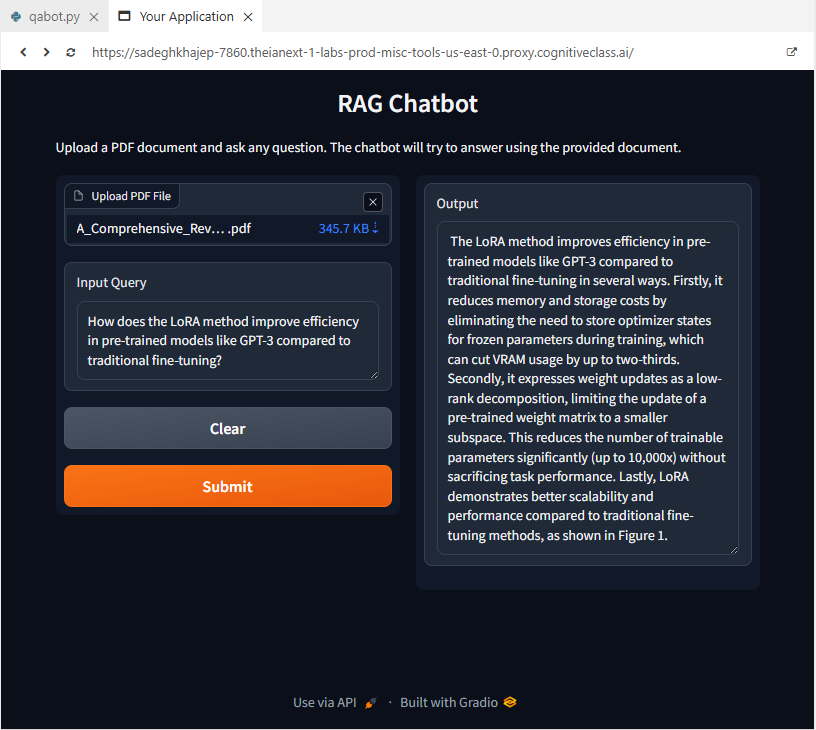 qabot.py
Your Application
https://sadeghkhajep-7860.theianext-1-labs-prod-misc-tools-us-east-0.proxy.cognitiveclass.ai/
RAG Chatbot
Upload a PDF document and ask any question. The chatbot will try to answer using the provided document.
Upload PDF File
A_Comprehensive_Rev... .pdf
345.7 KB ⇣
Input Query
How does the LoRA method improve efficiency
in pre-trained models like GPT-3 compared to
traditional fine-tuning?
Clear
Submit
Output
The LoRA method improves efficiency in pre-
trained models like GPT-3 compared to
traditional fine-tuning in several ways. Firstly, it
reduces memory and storage costs by
eliminating the need to store optimizer states
for frozen parameters during training, which
can cut VRAM usage by up to two-thirds.
Secondly, it expresses weight updates as a low-
rank decomposition, limiting the update of a
pre-trained weight matrix to a smaller
subspace. This reduces the number of trainable
parameters significantly (up to 10,000x) without
sacrificing task performance. Lastly, LoRA
demonstrates better scalability and
performance compared to traditional fine-
tuning methods, as shown in Figure 1.
Use via API · Built with Gradio